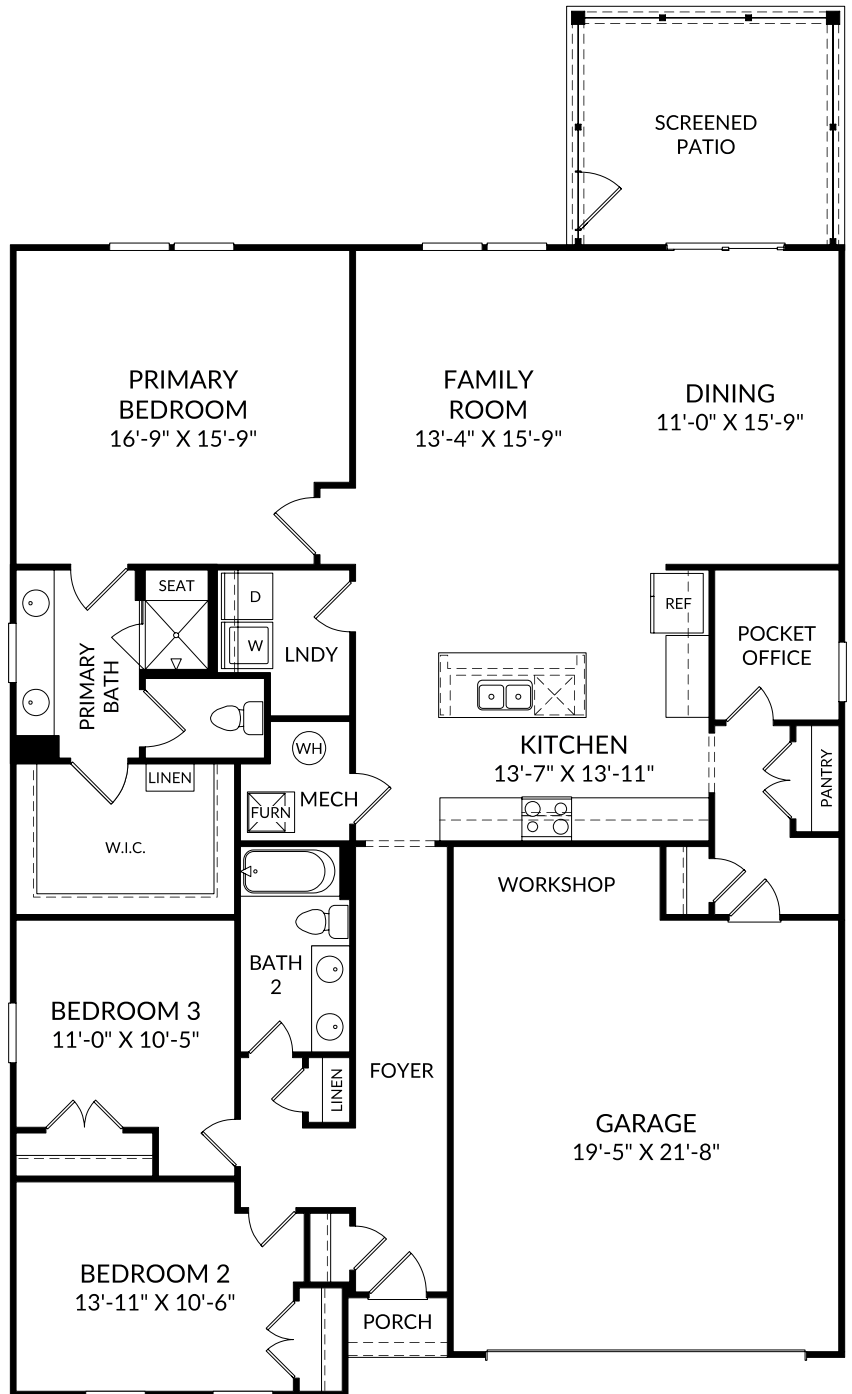 SCREENED
PATIO
PRIMARY
BEDROOM
16'-9" X 15'-9"
FAMILY
ROOM
13'-4" X 15'-9"
DINING
11'-0" X 15'-9"
SEAT
D
W
LNDY
PRIMARY
BATH
REF
POCKET
OFFICE
KITCHEN
13'-7" X 13'-11"
WH
MECH
FURN
LINEN
W.I.C.
PANTRY
WORKSHOP
BATH
2
BEDROOM 3
11'-0" X 10'-5"
LINEN
FOYER
GARAGE
19'-5" X 21'-8"
BEDROOM 2
13'-11" X 10'-6"
PORCH